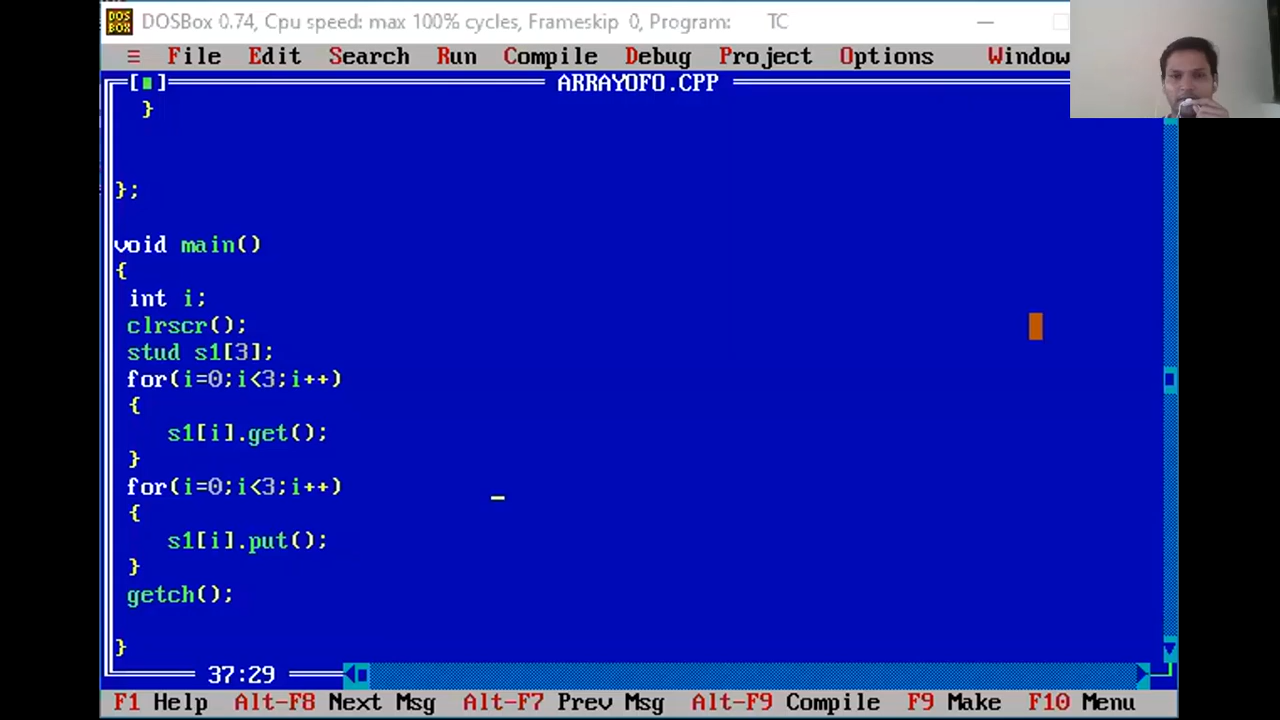 DOSBox 0.74, Cpu speed: max 100% cycles, Frameskip 0, Program: TC
≡ File Edit Search Run Compile Debug Project Options Window
[■] ARRAYOFO.CPP
}
};
void main()
{
int i;
clrscr();
stud s1[3];
for(i=0;i<3;i++)
{
s1[i].get();
}
for(i=0;i<3;i++)
{
s1[i].put();
}
getch();
}
37:29
F1 Help Alt-F8 Next Msg Alt-F7 Prev Msg Alt-F9 Compile F9 Make F10 Menu